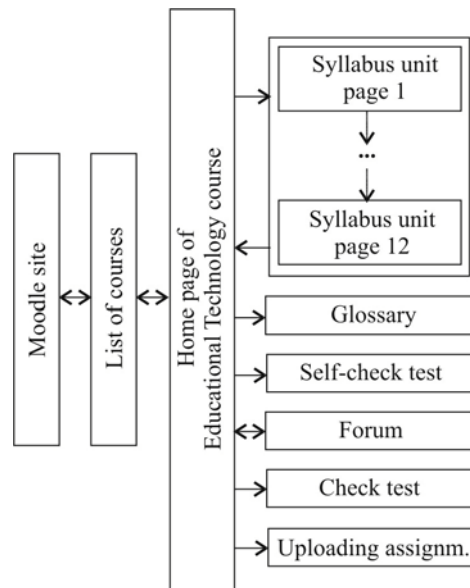 Moodle site
List of courses
Home page of
Educational Technology course
Syllabus unit
page 1
...
Syllabus unit
page 12
Glossary
Self-check test
Forum
Check test
Uploading assignm.